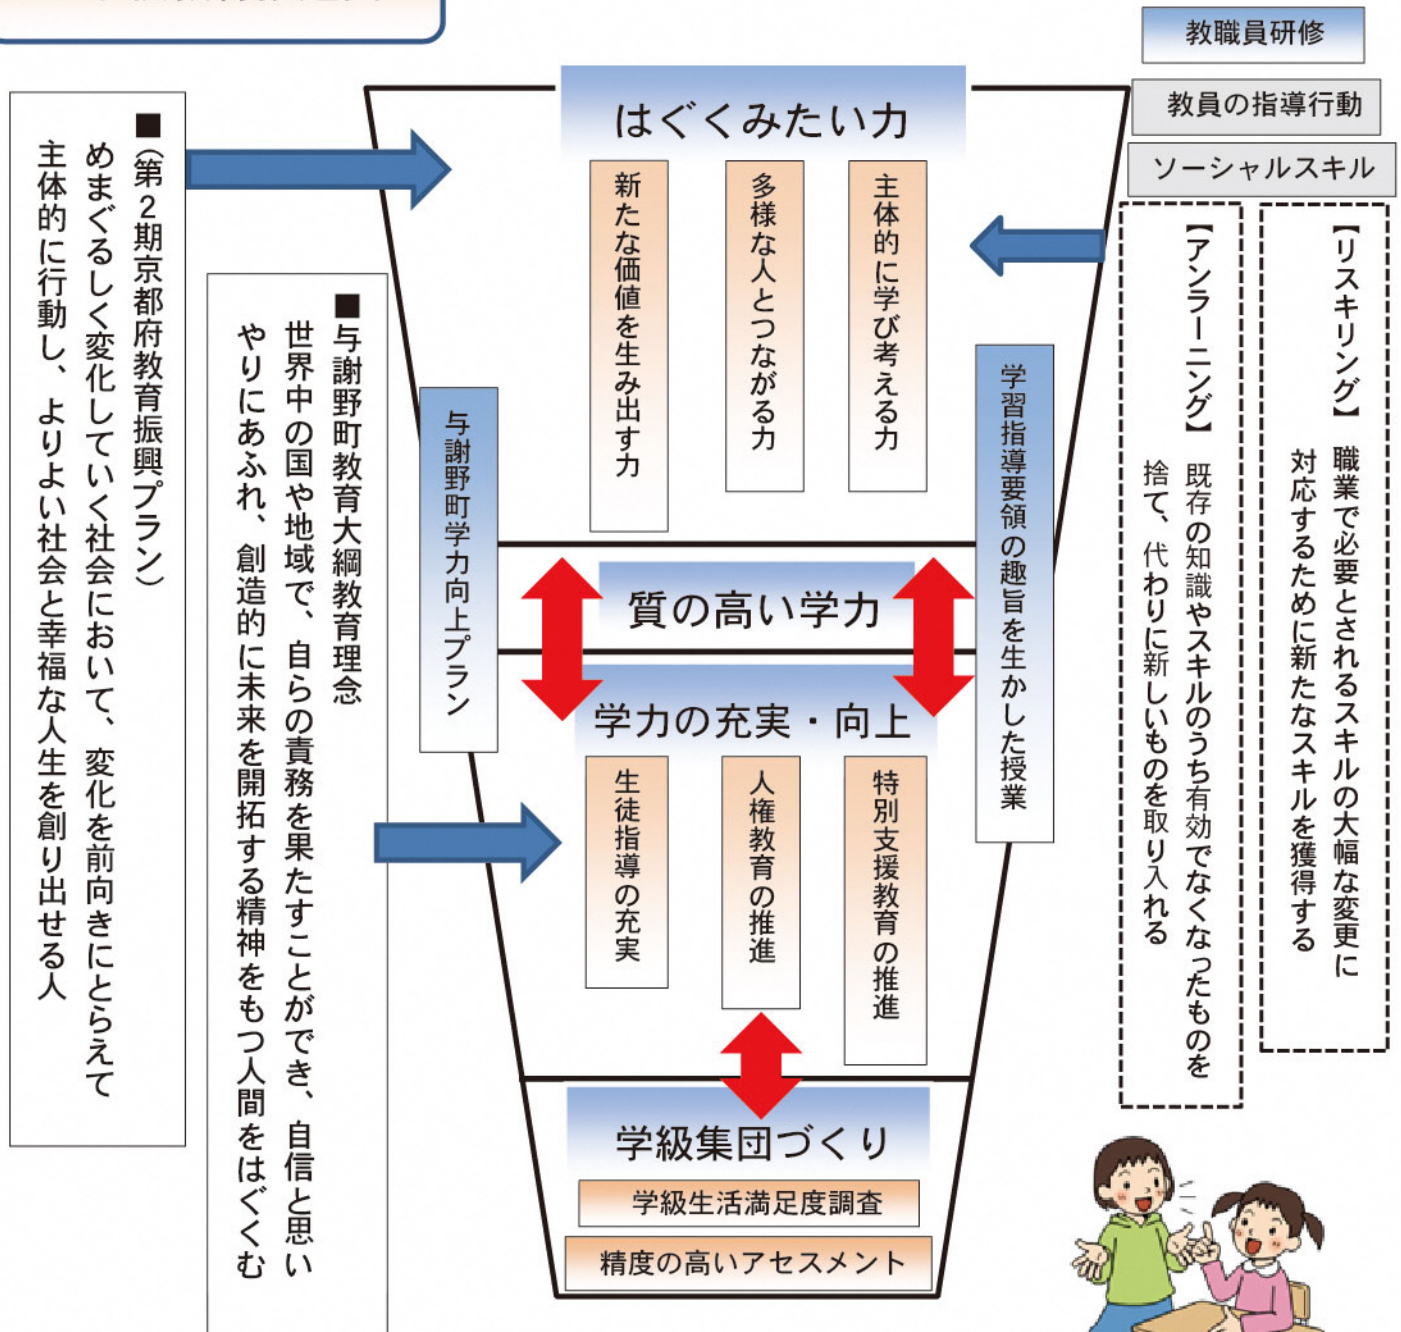 教職員研修
教員の指導行動
ソーシャルスキル
【リスキリング】 職業で必要とされるスキルの大幅な変更に
対応するために新たなスキルを獲得する
【アンラーニング】 既存の知識やスキルのうち有効でなくなったものを
捨て、代わりに新しいものを取り入れる
はぐくみたい力
主体的に学び考える力
多様な人とつながる力
新たな価値を生み出す力
学習指導要領の趣旨を生かした授業
与謝野町学力向上プラン
質の高い学力
学力の充実・向上
特別支援教育の推進
人権教育の推進
生徒指導の充実
学級集団づくり
学級生活満足度調査
精度の高いアセスメント
■与謝野町教育大綱教育理念
世界中の国や地域で、自らの責務を果たすことができ、自信と思い
やりにあふれ、創造的に未来を開拓する精神をもつ人間をはぐくむ
■（第２期京都府教育振興プラン）
めまぐるしく変化していく社会において、変化を前向きにとらえて
主体的に行動し、よりよい社会と幸福な人生を創り出せる人